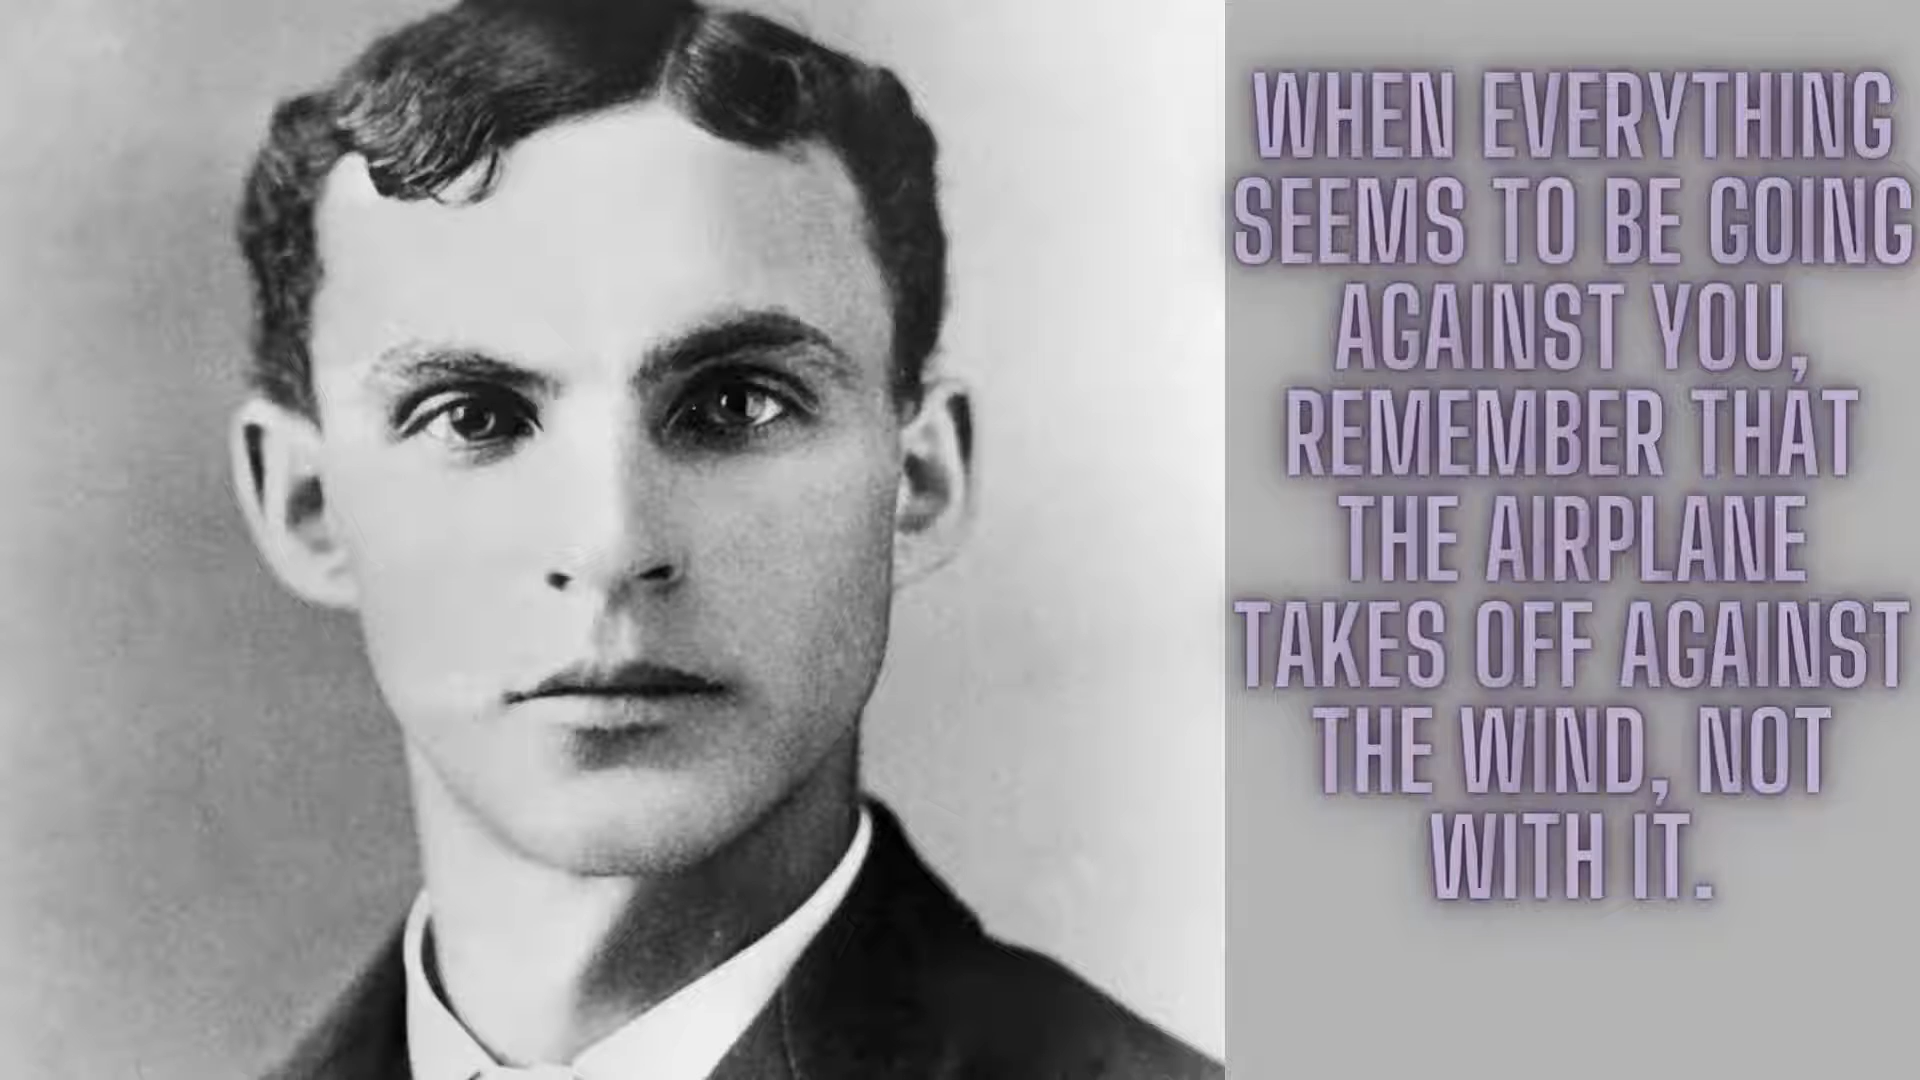 WHEN EVERYTHING
SEEMS TO BE GOING
AGAINST YOU,
REMEMBER THAT
THE AIRPLANE
TAKES OFF AGAINST
THE WIND, NOT
WITH IT.